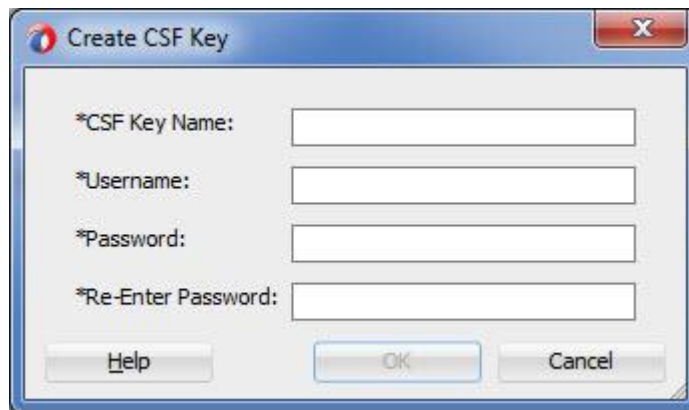 Create CSF Key
*CSF Key Name:
*Username:
*Password:
*Re-Enter Password:
Help OK Cancel